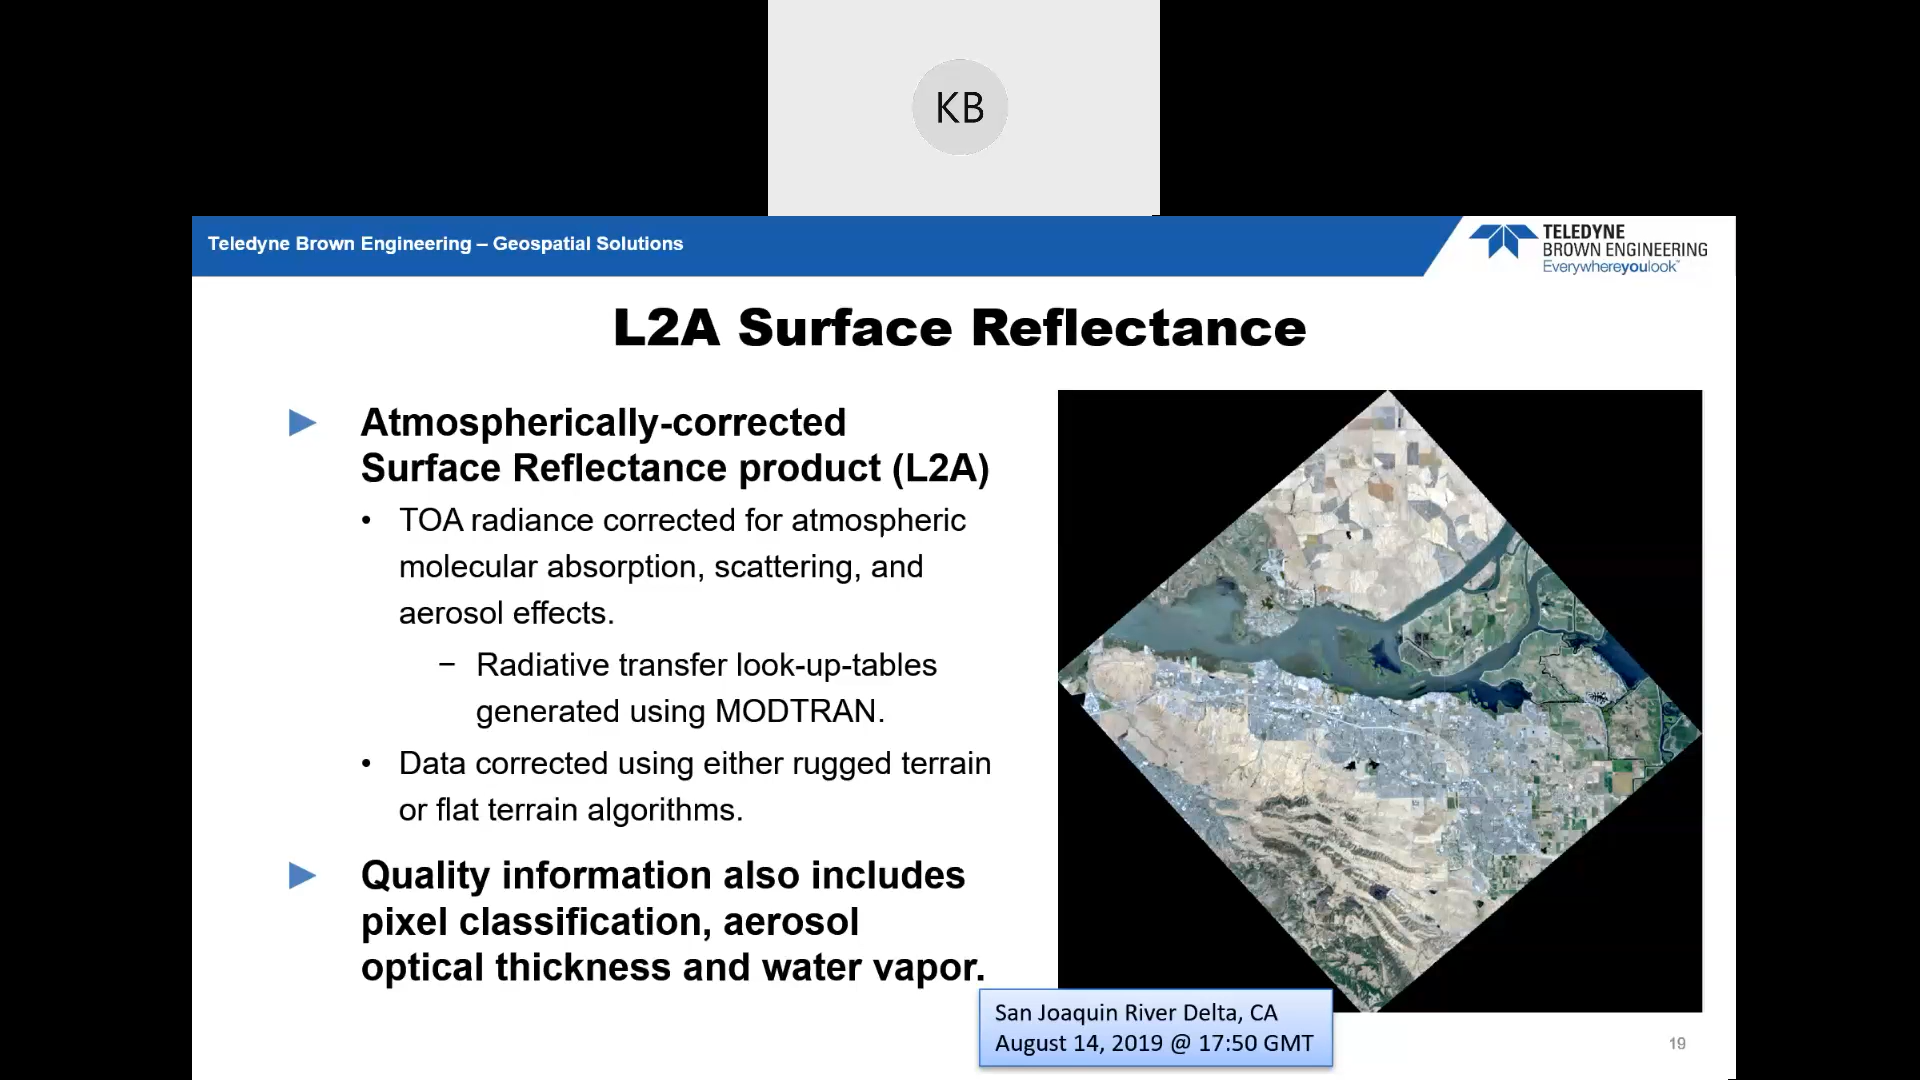 KB
Teledyne Brown Engineering – Geospatial Solutions
TELEDYNE
BROWN ENGINEERING
Everywhereyoulook™
L2A Surface Reflectance
Atmospherically-corrected
Surface Reflectance product (L2A)
• TOA radiance corrected for atmospheric
molecular absorption, scattering, and
aerosol effects.
− Radiative transfer look-up-tables
generated using MODTRAN.
• Data corrected using either rugged terrain
or flat terrain algorithms.
Quality information also includes
pixel classification, aerosol
optical thickness and water vapor.
San Joaquin River Delta, CA
August 14, 2019 @ 17:50 GMT
19